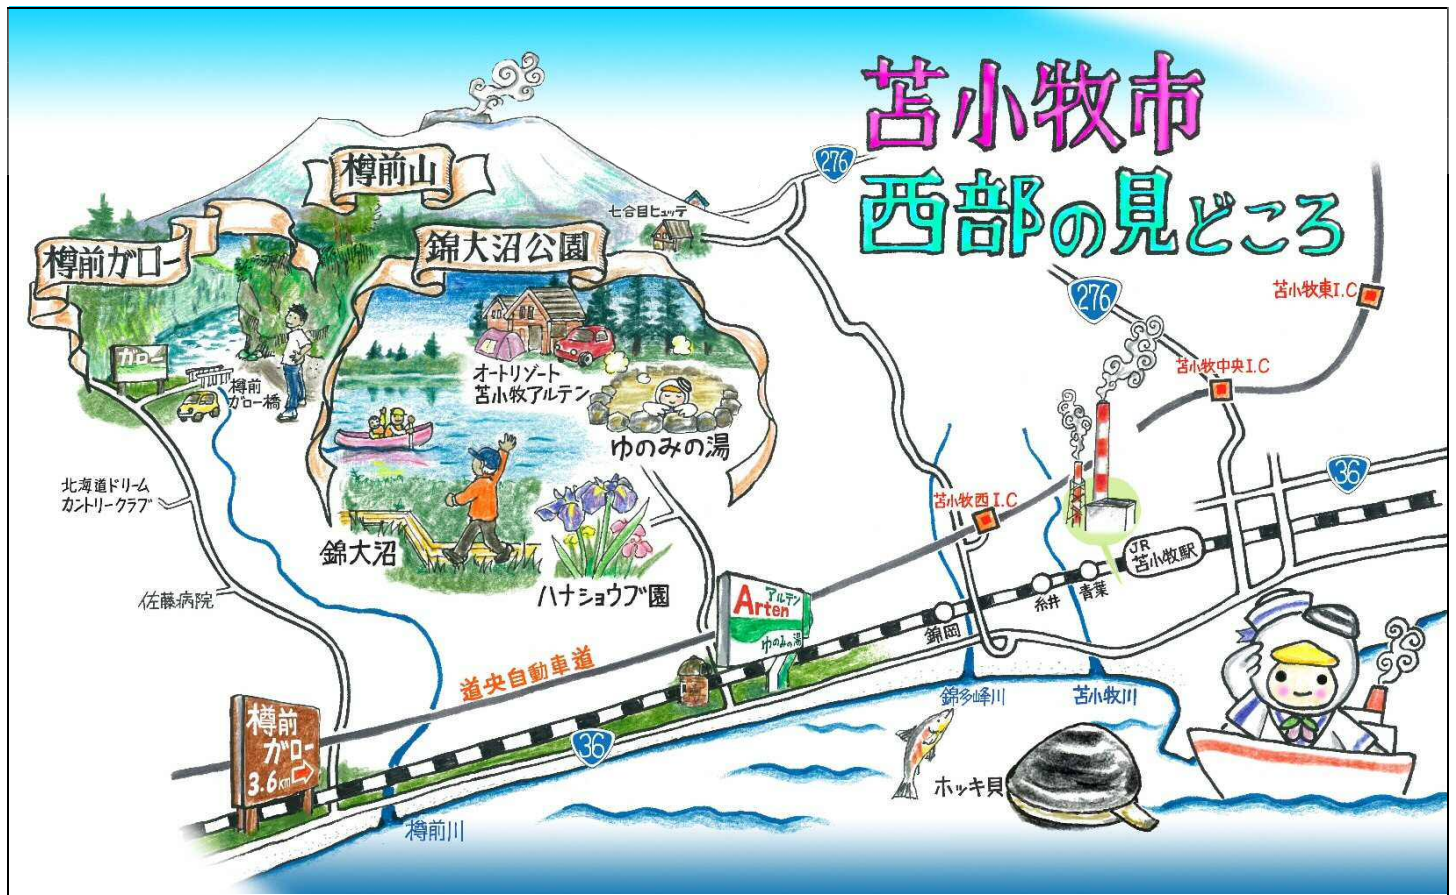 苫小牧市
西部の見どころ
276
樽前山
七合目ヒュッテ
樽前ガロー
錦大沼公園
276
苫小牧東I.C
苫小牧中央I.C
ガロー
樽前
ガロー橋
オートリゾート
苫小牧アルテン
ゆのみの湯
36
北海道ドリーム
カントリークラブ
苫小牧西I.C
錦大沼
ハナショウブ園
JR
苫小牧駅
佐藤病院
アルテン
Arten
ゆのみの湯
錦岡
糸井
青葉
道央自動車道
錦多峰川
苫小牧川
樽前
ガロー
3.6km
36
ホッキ貝
樽前川